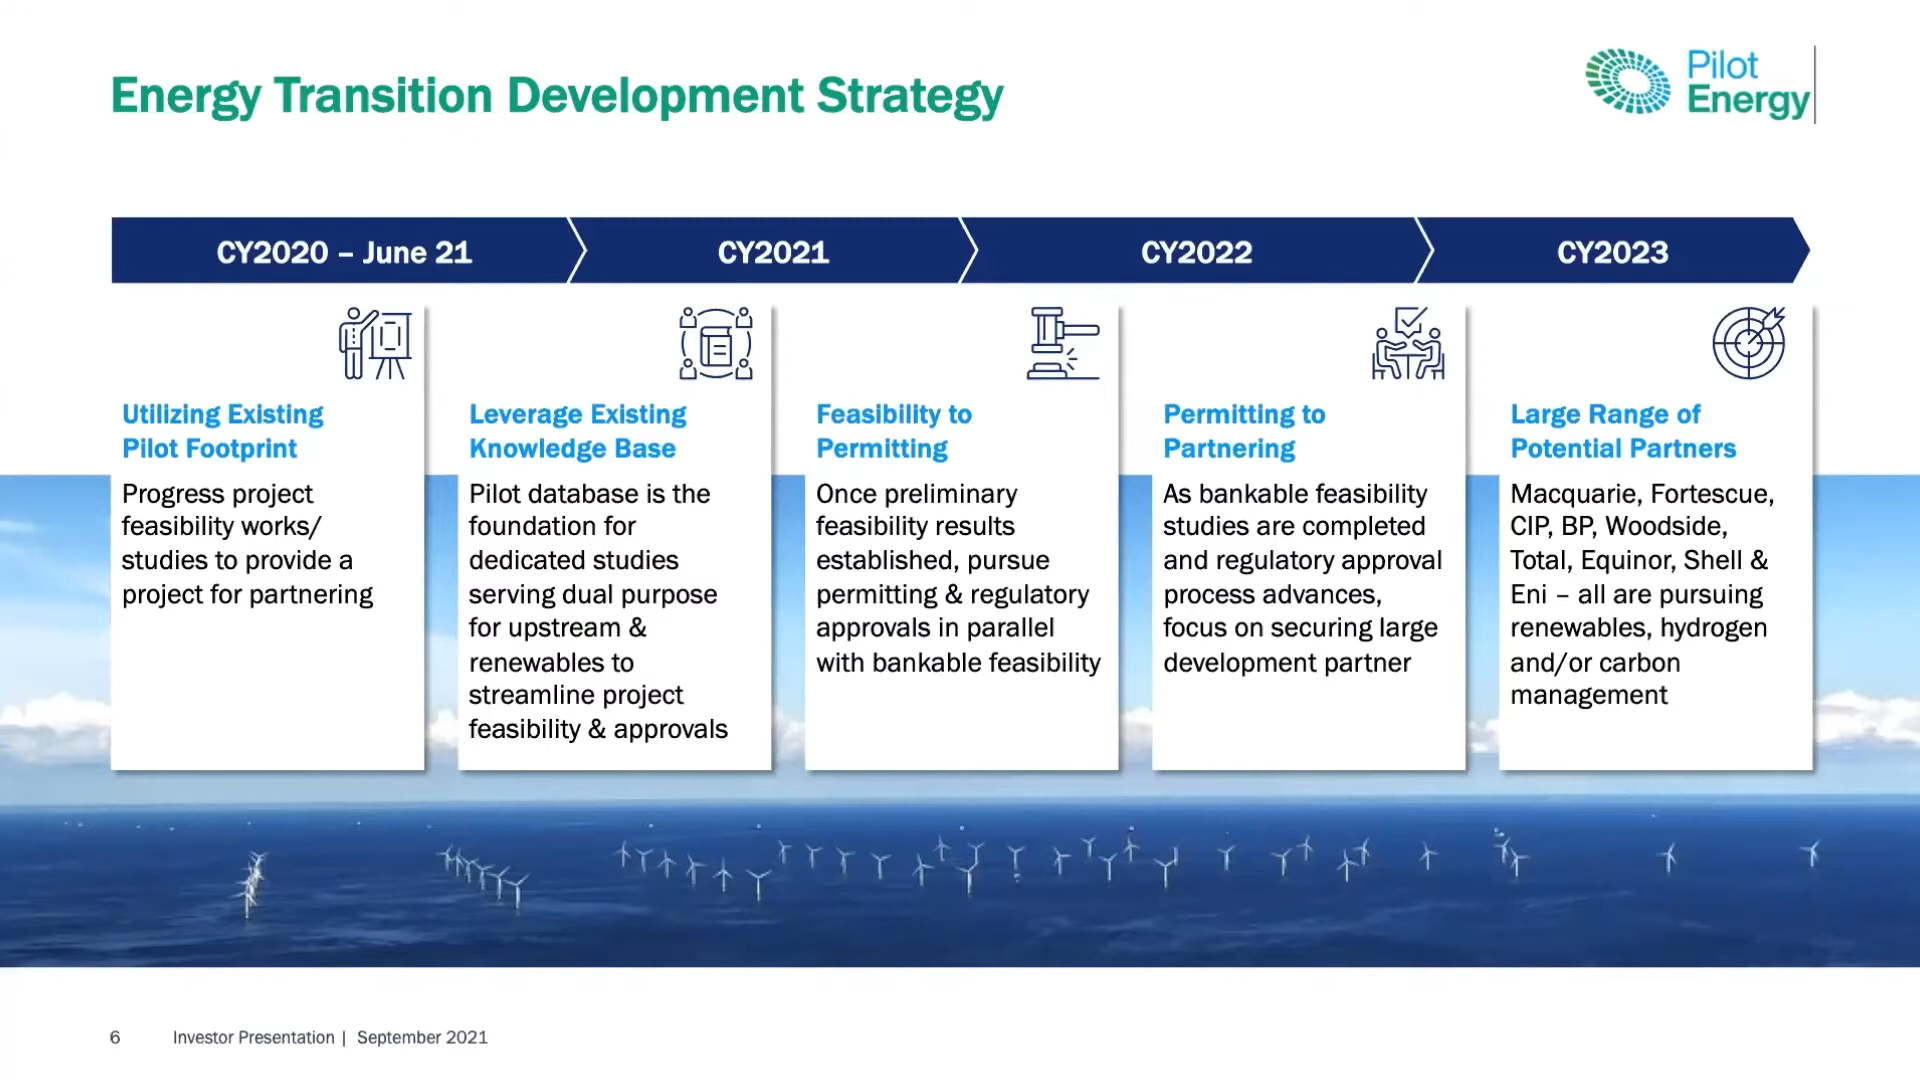 Energy Transition Development Strategy
Pilot
Energy
CY2020 – June 21
CY2021
CY2022
CY2023
Utilizing Existing
Pilot Footprint
Progress project
feasibility works/
studies to provide a
project for partnering
Leverage Existing
Knowledge Base
Pilot database is the
foundation for
dedicated studies
serving dual purpose
for upstream &
renewables to
streamline project
feasibility & approvals
Feasibility to
Permitting
Once preliminary
feasibility results
established, pursue
permitting & regulatory
approvals in parallel
with bankable feasibility
Permitting to
Partnering
As bankable feasibility
studies are completed
and regulatory approval
process advances,
focus on securing large
development partner
Large Range of
Potential Partners
Macquarie, Fortescue,
CIP, BP, Woodside,
Total, Equinor, Shell &
Eni – all are pursuing
renewables, hydrogen
and/or carbon
management
6 Investor Presentation | September 2021